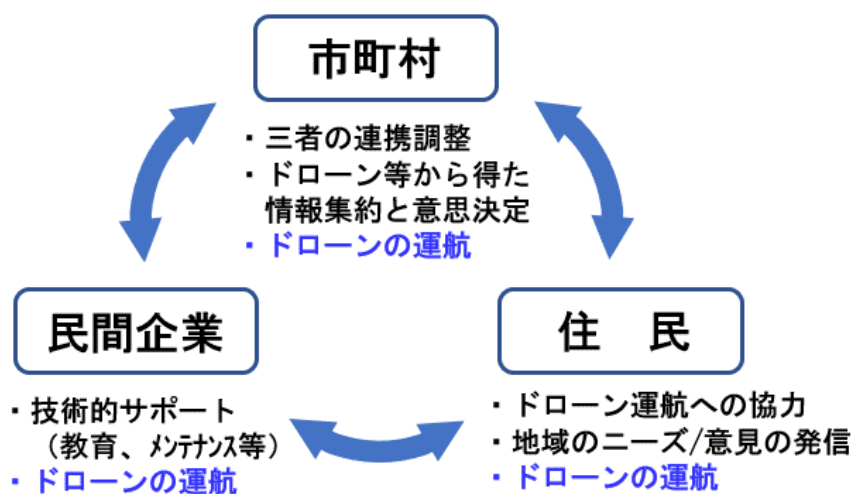 市町村
・三者の連携調整
・ドローン等から得た
情報集約と意思決定
・ドローンの運航
民間企業
・技術的サポート
（教育、ﾒﾝﾃﾅﾝｽ等）
・ドローンの運航
住　民
・ドローン運航への協力
・地域のニーズ/意見の発信
・ドローンの運航